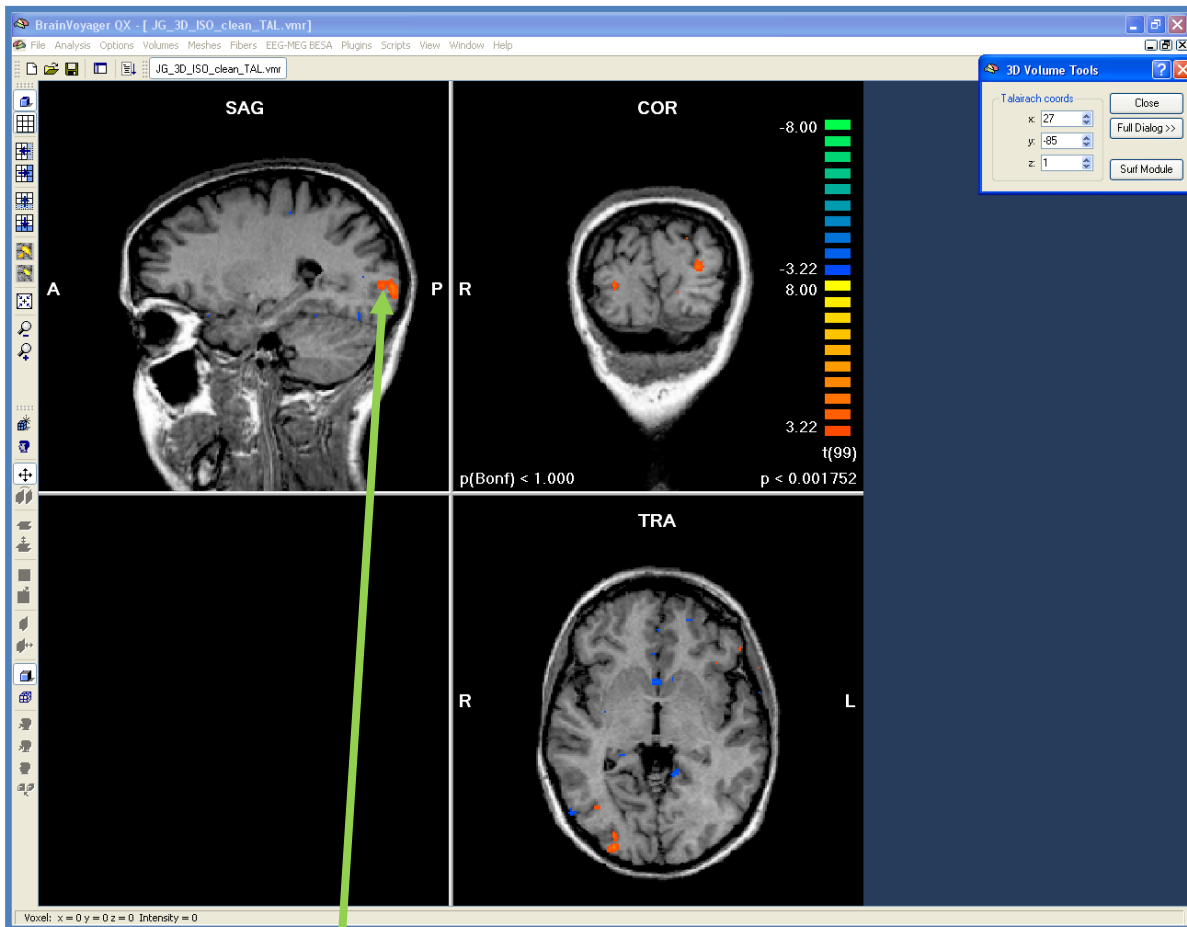 BrainVoyager QX - [ JG_3D_ISO_clean_TAL.vmr]
File Analysis Options Volumes Meshes Fibers EEG-MEG BESA Plugins Scripts View Window Help
JG_3D_ISO_clean_TAL.vmr
3D Volume Tools
Talairach coords
x: 27
y: -85
z: 1
Close
Full Dialog >>
Surf Module
SAG
A
P
COR
R
-8.00
-3.22
8.00
3.22
t(99)
p(Bonf) < 1.000
p < 0.001752
TRA
R
L
Voxel: x = 0 y = 0 z = 0 Intensity = 0